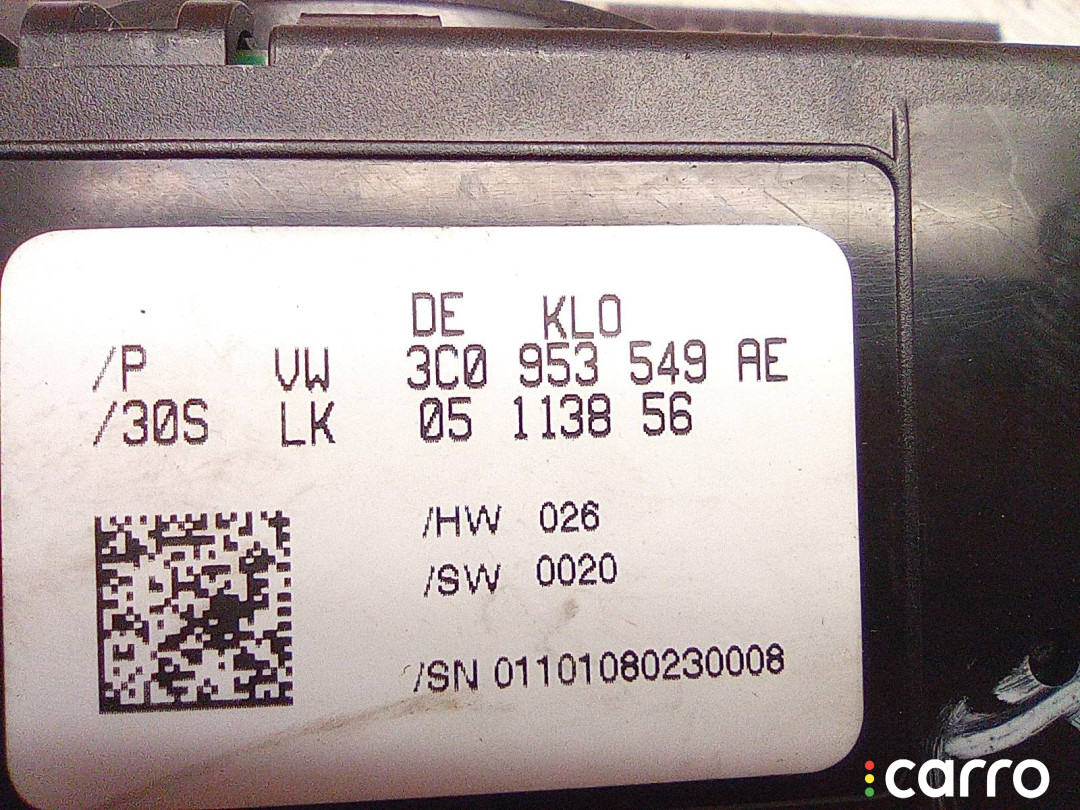 DE KLO
/P VW 3C0 953 549 AE
/30S LK 05 1138 56
/HW 026
/SW 0020
/SN 01101080230008
carro